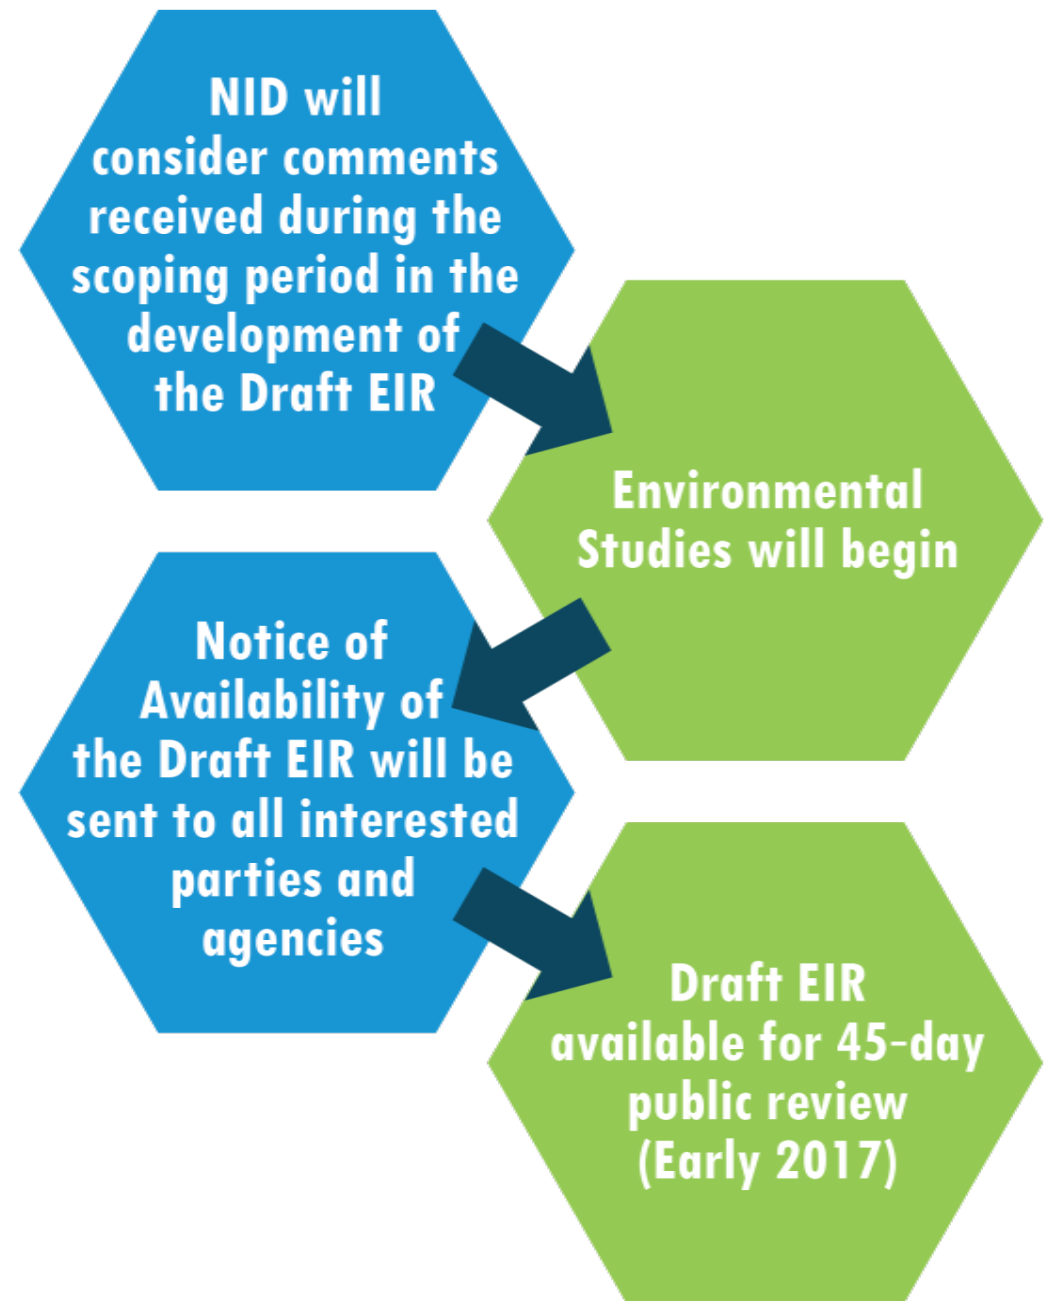 NID will
consider comments
received during the
scoping period in the
development of
the Draft EIR
Environmental
Studies will begin
Notice of
Availability of
the Draft EIR will be
sent to all interested
parties and
agencies
Draft EIR
available for 45-day
public review
(Early 2017)